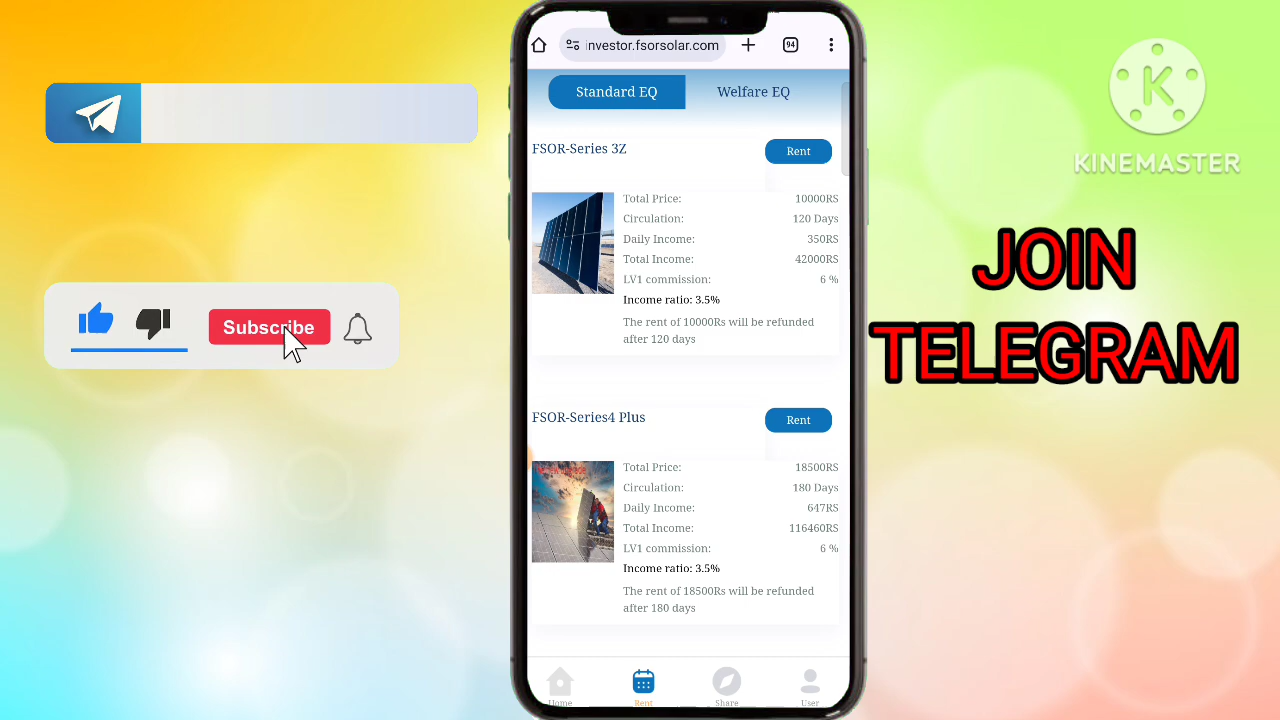 investor.fsorsolar.com
94
Standard EQ
Welfare EQ
FSOR-Series 3Z
Rent
Total Price: 10000RS
Circulation: 120 Days
Daily Income: 350RS
Total Income: 42000RS
LV1 commission: 6 %
Income ratio: 3.5%
The rent of 10000Rs will be refunded
after 120 days
FSOR-Series4 Plus
Rent
Total Price: 18500RS
Circulation: 180 Days
Daily Income: 647RS
Total Income: 116460RS
LV1 commission: 6 %
Income ratio: 3.5%
The rent of 18500Rs will be refunded
after 180 days
Home
Rent
Share
User
Subscribe
K
KINEMASTER
JOIN
TELEGRAM